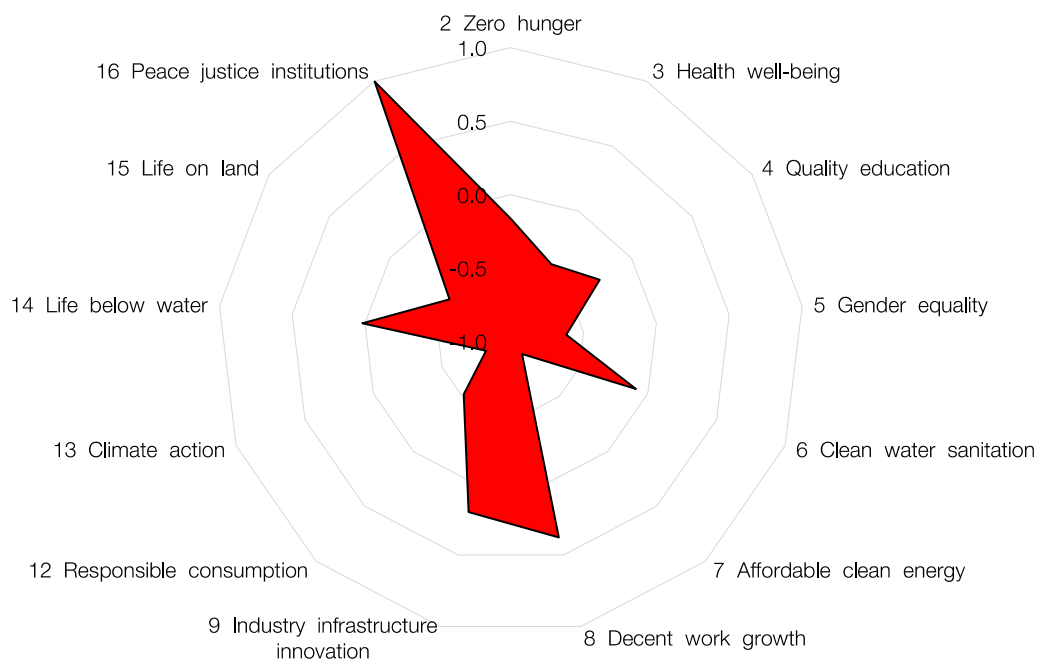 2 Zero hunger
1.0
16 Peace justice institutions
3 Health well-being
0.5
15 Life on land
4 Quality education
0.0
-0.5
14 Life below water
5 Gender equality
-1.0
13 Climate action
6 Clean water sanitation
12 Responsible consumption
7 Affordable clean energy
9 Industry infrastructure
innovation
8 Decent work growth